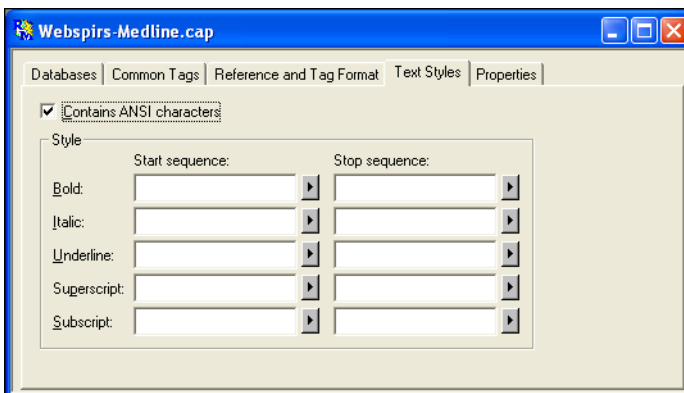 Webspirs-Medline.cap
Databases Common Tags Reference and Tag Format Text Styles Properties
Contains ANSI characters
Style
Start sequence: Stop sequence:
Bold:
Italic:
Underline:
Superscript:
Subscript: